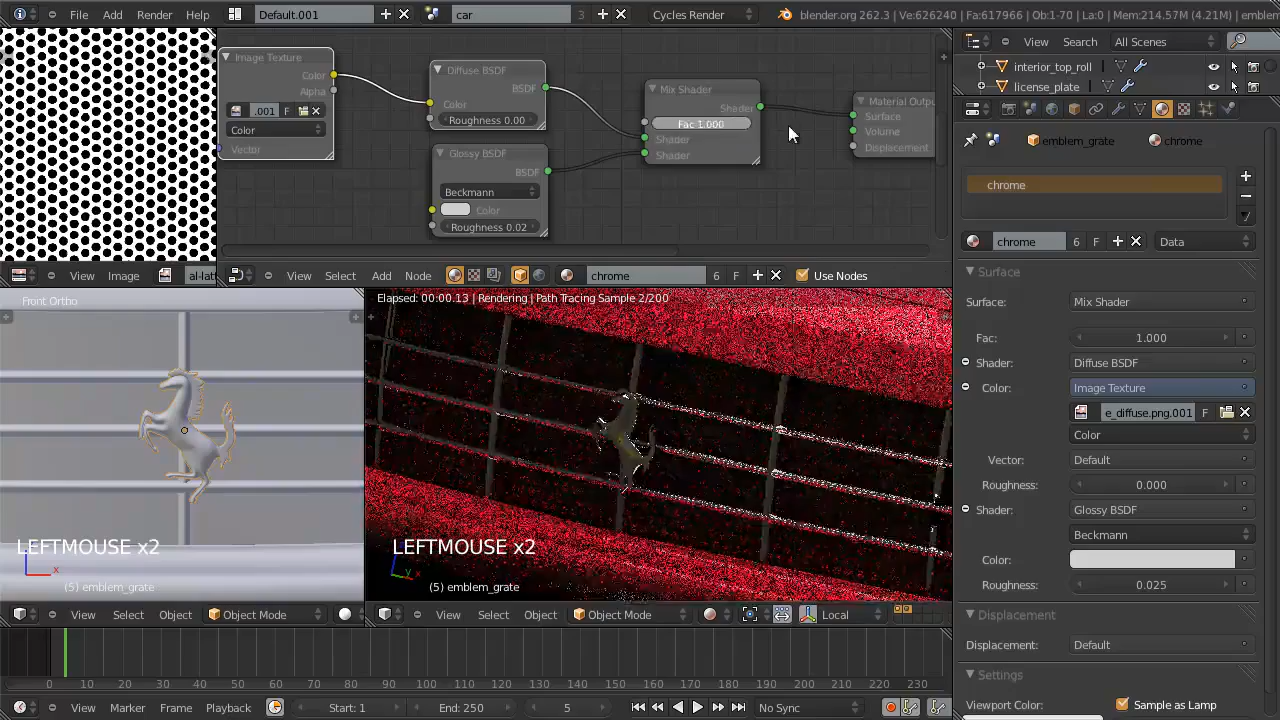 File Add Render Help Default.001 car 3 Cycles Render blender.org 262.3 | Ve:626240 | Fa:617966 | Ob:1-70 | La:0 | Mem:214.57M (4.21M) | emblem
View Search All Scenes
interior_top_roll
license_plate
Image Texture
Color
Alpha
.001 F
Color
Vector
Diffuse BSDF
BSDF
Color
Roughness 0.00
Glossy BSDF
BSDF
Beckmann
Color
Roughness 0.02
Mix Shader
Shader
Fac 1.000
Shader
Shader
Material Outpu
Surface
Volume
Displacement
View Image al-latt
View Select Add Node chrome 6 F Use Nodes
Front Ortho
LEFTMOUSE x2
x
(5) emblem_grate
View Select Object Object Mode
Elapsed: 00:00.13 | Rendering | Path Tracing Sample 2/200
LEFTMOUSE x2
y
(5) emblem_grate
View Select Object Object Mode Local
0 10 20 30 40 50 60 70 80 90 100 110 120 130 140 150 160 170 180 190 200 210 220 230
View Marker Frame Playback Start: 1 End: 250 5 No Sync
emblem_grate chrome
chrome
chrome 6 F Data
Surface
Surface: Mix Shader
Fac: 1.000
Shader: Diffuse BSDF
Color: Image Texture
e_diffuse.png.001 F
Color
Vector: Default
Roughness: 0.000
Shader: Glossy BSDF
Beckmann
Color:
Roughness: 0.025
Displacement
Displacement: Default
Settings
Viewport Color: Sample as Lamp